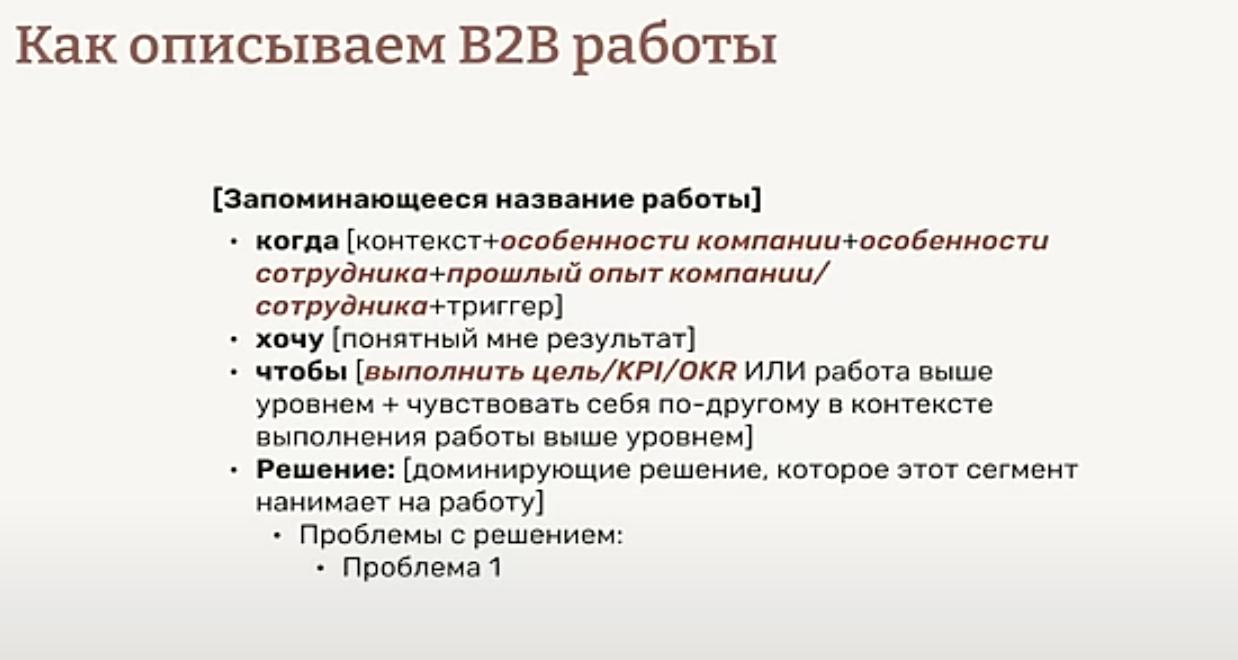 Как описываем B2B работы
[Запоминающееся название работы]
• когда [контекст+особенности компании+особенности
сотрудника+прошлый опыт компании/
сотрудника+триггер]
• хочу [понятный мне результат]
• чтобы [выполнить цель/KPI/OKR ИЛИ работа выше
уровнем + чувствовать себя по-другому в контексте
выполнения работы выше уровнем]
• Решение: [доминирующие решение, которое этот сегмент
нанимает на работу]
• Проблемы с решением:
• Проблема 1